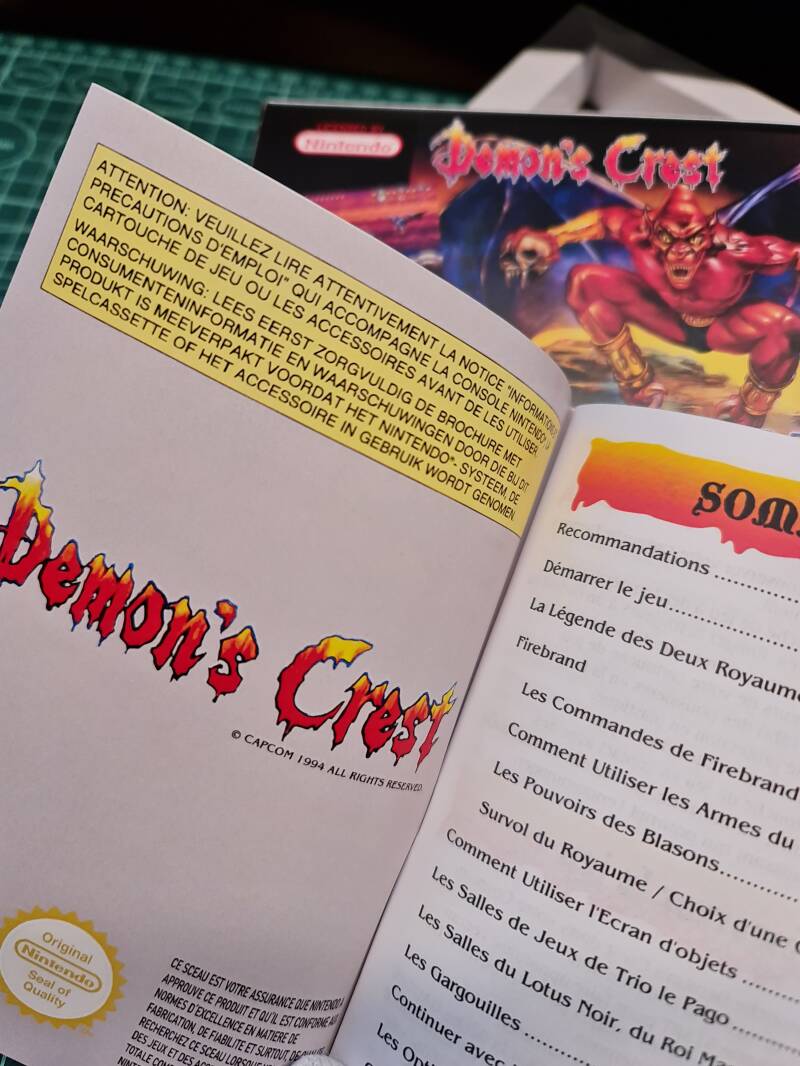 LICENSED BY
Nintendo
Demon's Crest
ATTENTION: VEUILLEZ LIRE ATTENTIVEMENT LA NOTICE "INFORMATIONS ET
PRECAUTIONS D'EMPLOI" QUI ACCOMPAGNE LA CONSOLE NINTENDO® LA
CARTOUCHE DE JEU OU LES ACCESSOIRES AVANT DE LES UTILISER
WAARSCHUWING: LEES EERST ZORGVULDIG DE BROCHURE MET
CONSUMENTENINFORMATIE EN WAARSCHUWINGEN DOOR DIE BIJ DIT
PRODUKT IS MEEVERPAKT VOORDAT HET NINTENDO®- SYSTEEM, DE
SPELCASSETTE OF HET ACCESSOIRE IN GEBRUIK WORDT GENOMEN.
Demon's Crest
© CAPCOM 1994 ALL RIGHTS RESERVED.
Original
Nintendo
Seal of
Quality
CE SCEAU EST VOTRE ASSURANCE QUE NINTENDO A
APPROUVE CE PRODUIT ET QU'IL EST CONFORME AUX
NORMES D'EXCELLENCE EN MATIERE DE
FABRICATION, DE FIABILITE ET SURTOUT, DE
RECHERCHEZ CE SCEAU LORSQUE
DES JEUX ET DES
TOTALE
SOM
Recommandations ..........
Démarrer le jeu..........
La Légende des Deux Royaume
Firebrand
Les Commandes de Firebrand
Comment Utiliser les Armes du
Les Pouvoirs des Blasons..........
Survol du Royaume / Choix d'une
Comment Utiliser l'Ecran d'objets ..........
Les Salles de Jeux de Trio le Pago..........
Les Salles du Lotus Noir, du Roi
Les Gargouilles ..........
Continuer avec
Les